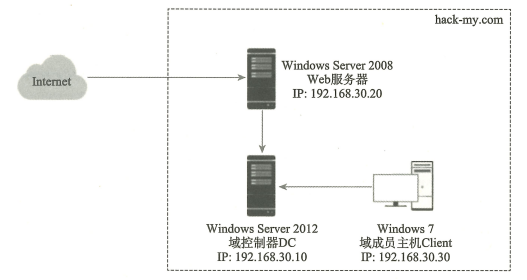 hack-my.com
Internet
Windows Server 2008
Web服务器
IP: 192.168.30.20
Windows Server 2012
域控制器DC
IP: 192.168.30.10
Windows 7
域成员主机Client
IP: 192.168.30.30